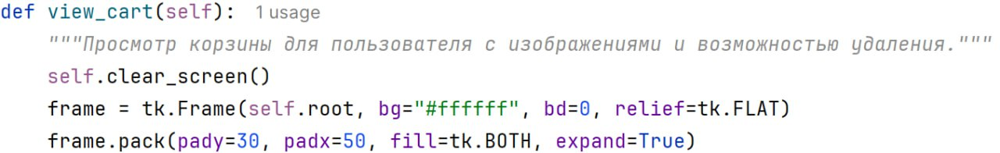 def view_cart(self): 1 usage
    """Просмотр корзины для пользователя с изображениями и возможностью удаления."""
    self.clear_screen()
    frame = tk.Frame(self.root, bg="#ffffff", bd=0, relief=tk.FLAT)
    frame.pack(pady=30, padx=50, fill=tk.BOTH, expand=True)